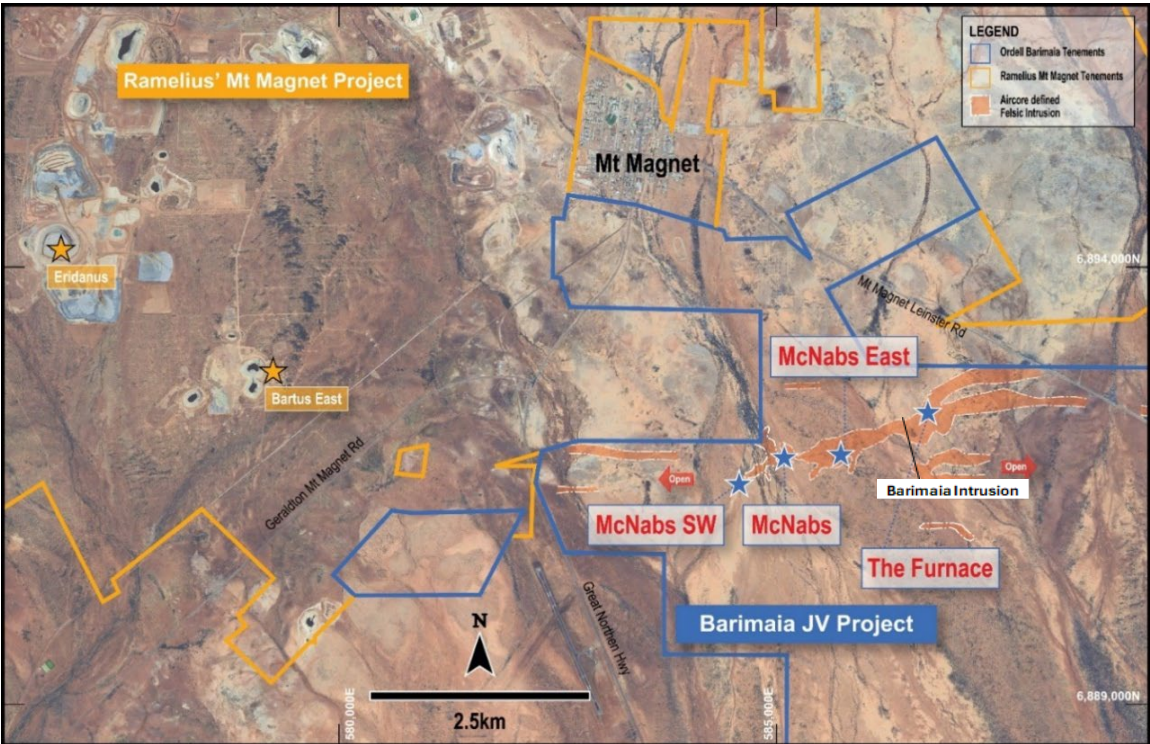 LEGEND
Ordell Barimaia Tenements
Ramelius Mt Magnet Tenements
Aircore defined
Felsic Intrusion
Ramelius' Mt Magnet Project
Mt Magnet
Eridanus
6,894,000N
Mt Magnet Leinster Rd
McNabs East
Bartus East
Geraldton Mt Magnet Rd
Open
Open
Barimaia Intrusion
McNabs SW
McNabs
The Furnace
Great Northen Hwy
Barimaia JV Project
N
580,000E
585,000E
6,889,000N
2.5km